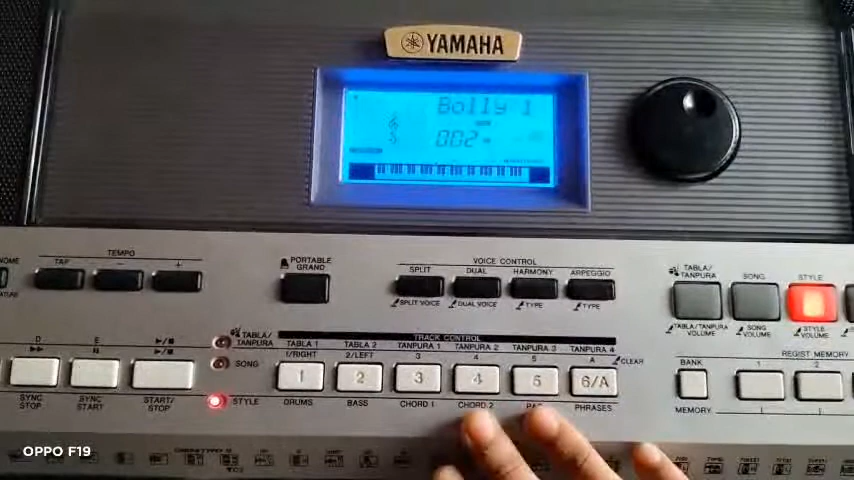 YAMAHA
Bolly 1
002
TEMPO
TAP
-
+
PORTABLE
GRAND
VOICE CONTROL
SPLIT
DUAL
HARMONY
ARPEGGIO
SPLIT VOICE
DUAL VOICE
TYPE
TYPE
TABLA/
TANPURA
SONG
STYLE
TABLA/TANPURA
VOLUME
SONG
VOLUME
STYLE
VOLUME
D
E
TABLA/
TANPURA
SONG
STYLE
TRACK CONTROL
TABLA 1
TABLA 2
TANPURA 1
TANPURA 2
TANPURA 3
TANPURA 4
1/RIGHT
2/LEFT
3
4
5
A
CLEAR
1
2
3
4
5
6/A
DRUMS
BASS
CHORD 1
CHORD 2
PHRASES
SYNC
STOP
SYNC
START
START/
STOP
BANK
MEMORY
REGIST MEMORY
1
2
1
2
OPPO F19